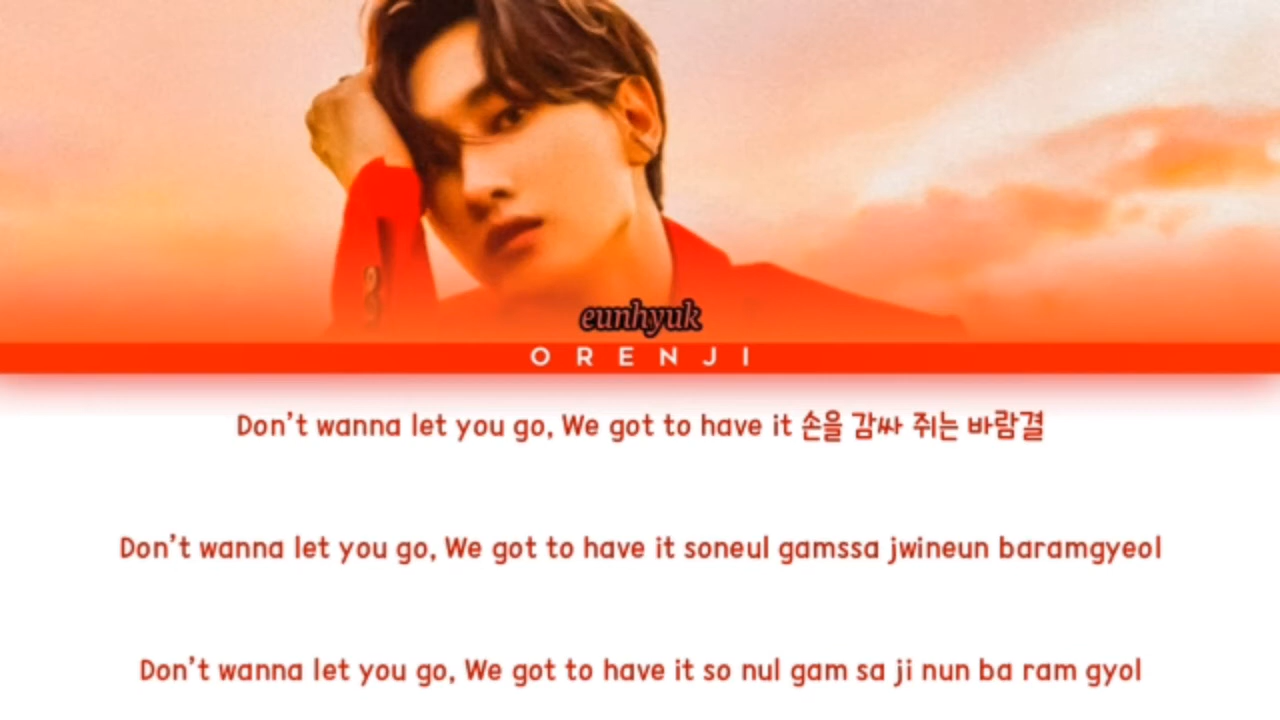 eunhyuk
ORENJI
Don't wanna let you go, We got to have it 손을 감싸 쥐는 바람결
Don't wanna let you go, We got to have it soneul gamssa jwineun baramgyeol
Don't wanna let you go, We got to have it so nul gam sa ji nun ba ram gyol